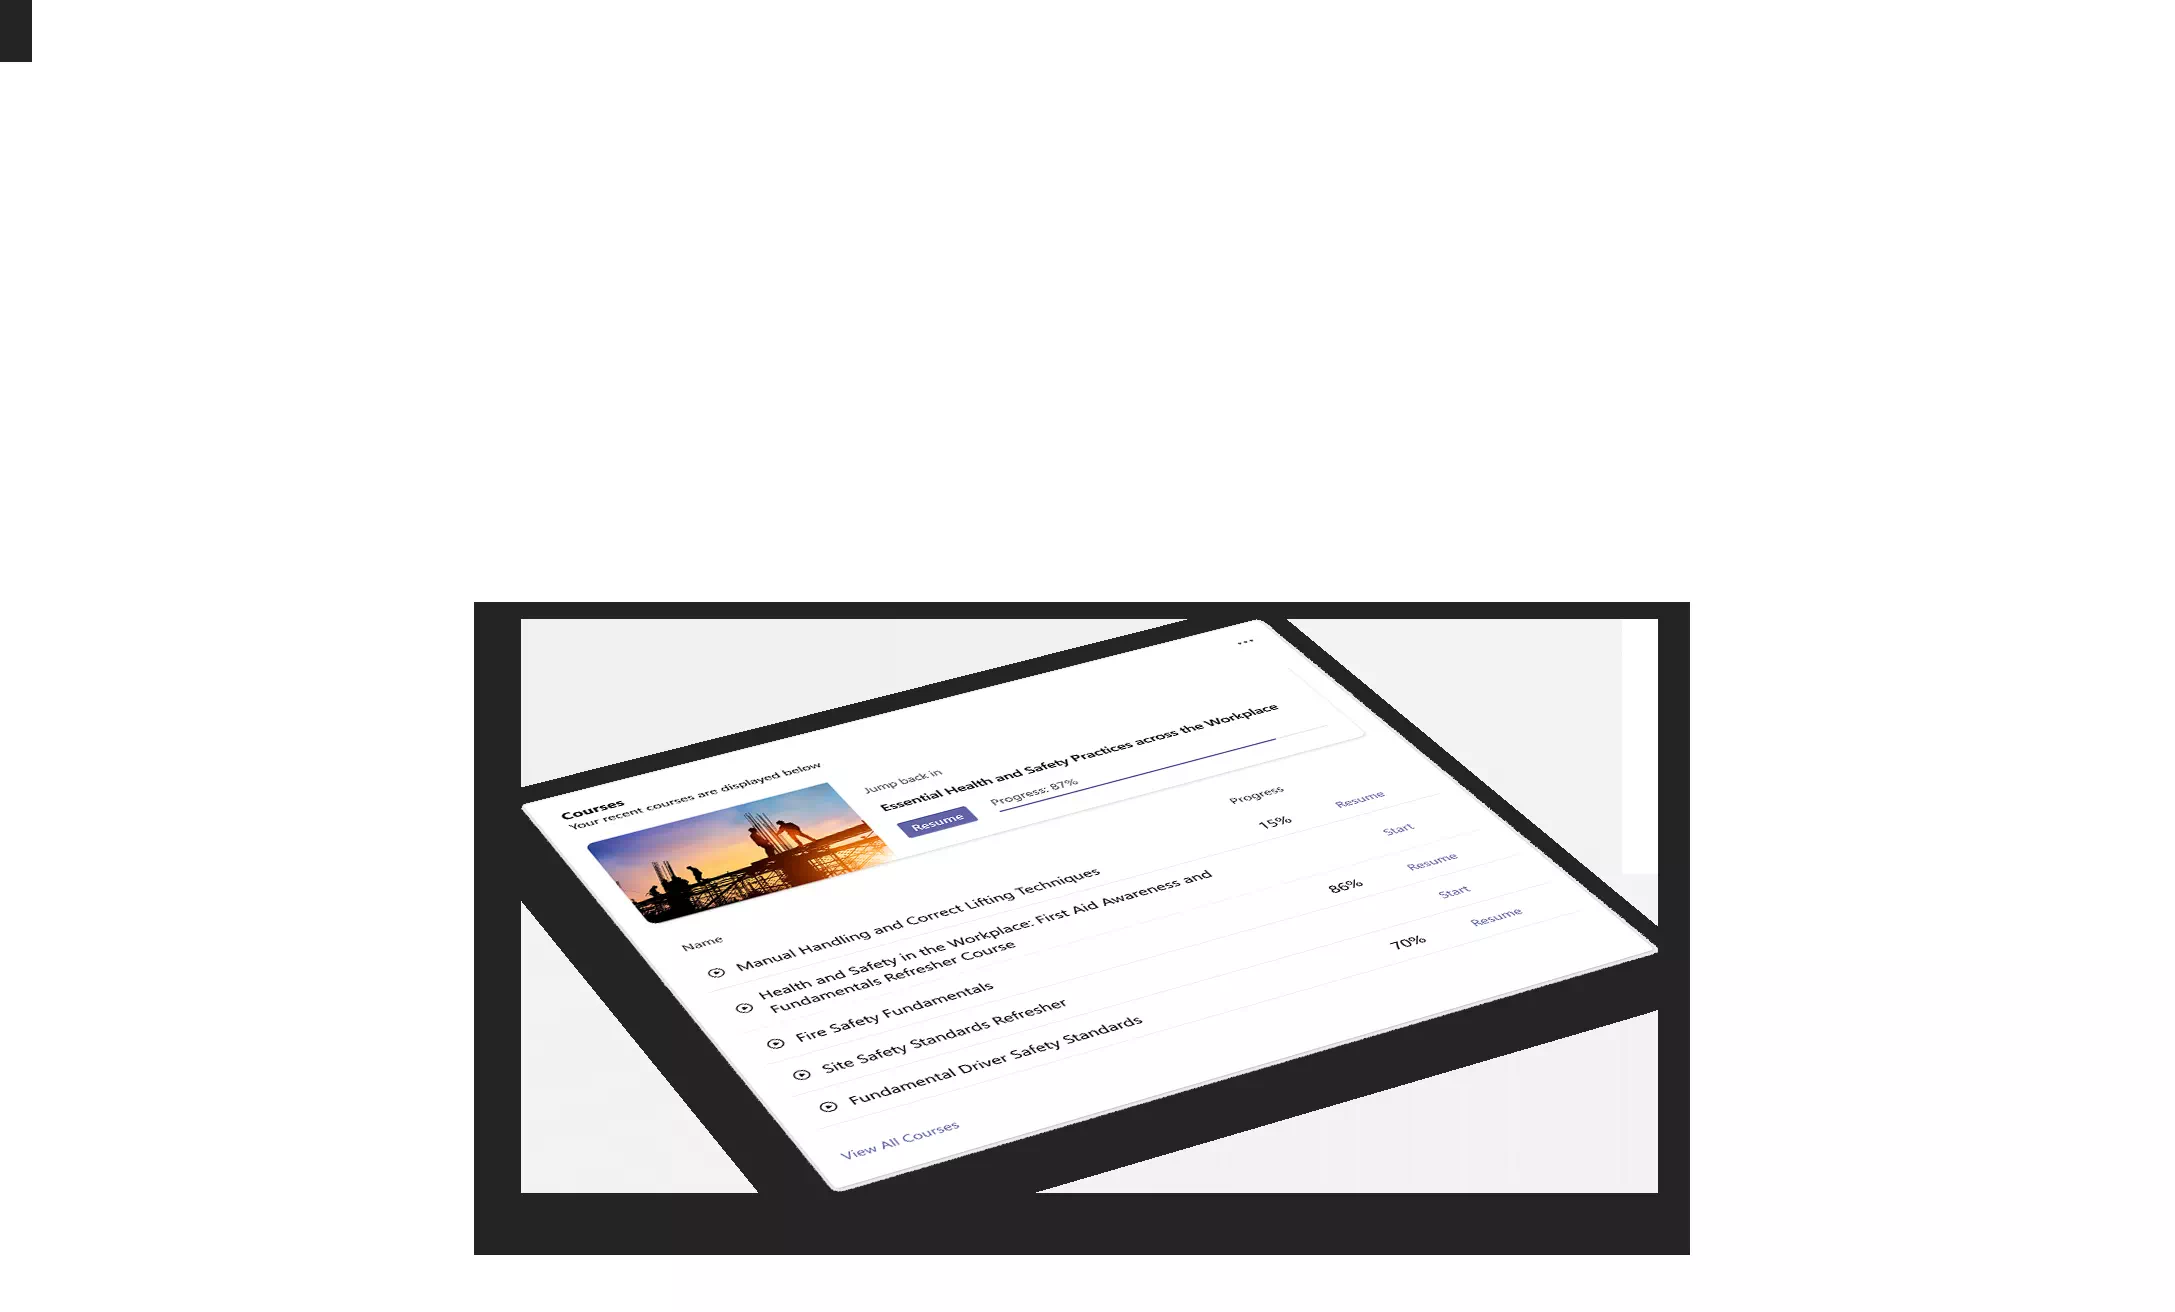 Courses
Your recent courses are displayed below
Jump back in
Essential Health and Safety Practices across the Workplace
Resume
Progress: 87%
Name
Progress
Manual Handling and Correct Lifting Techniques
15%
Resume
Health and Safety in the Workplace: First Aid Awareness and
Fundamentals Refresher Course
Start
Fire Safety Fundamentals
86%
Resume
Site Safety Standards Refresher
Start
Fundamental Driver Safety Standards
70%
Resume
View All Courses